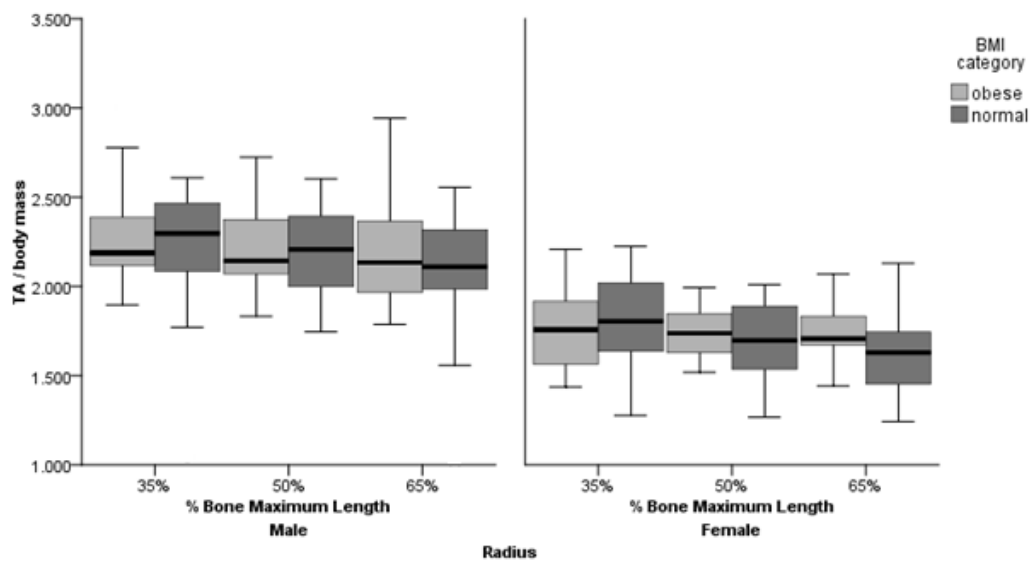 3.500
3.000
2.500
2.000
1.500
1.000
TA / body mass
35% 50% 65%
% Bone Maximum Length
Male
35% 50% 65%
% Bone Maximum Length
Female
Radius
BMI
category
obese
normal